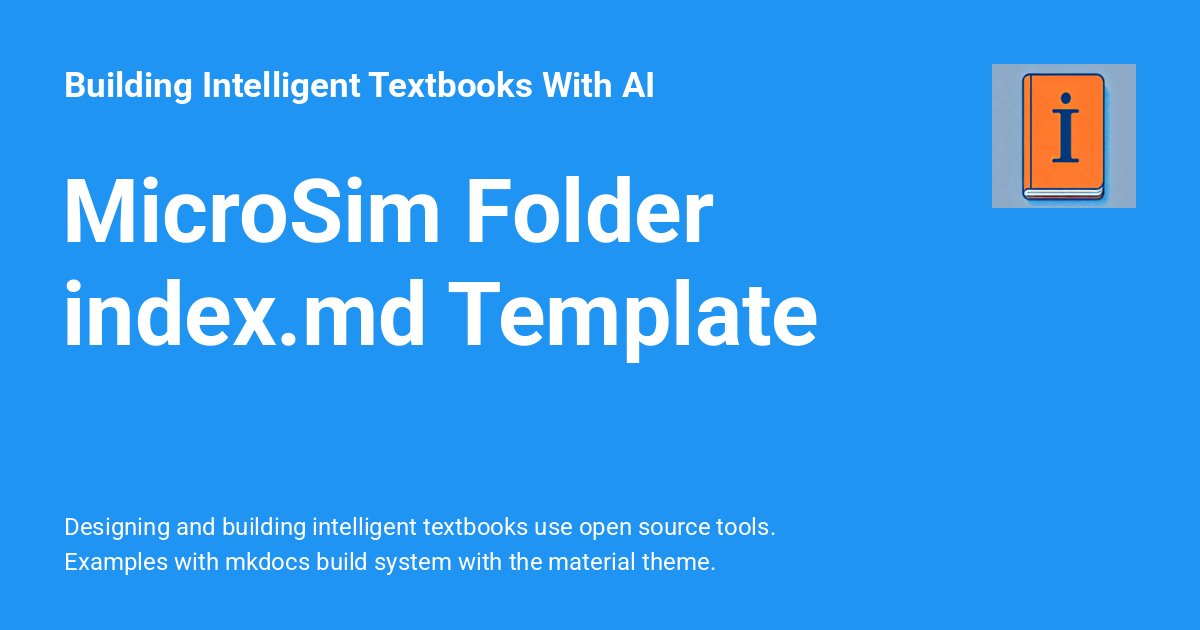 Building Intelligent Textbooks With AI
i
MicroSim Folder
index.md Template
Designing and building intelligent textbooks use open source tools.
Examples with mkdocs build system with the material theme.